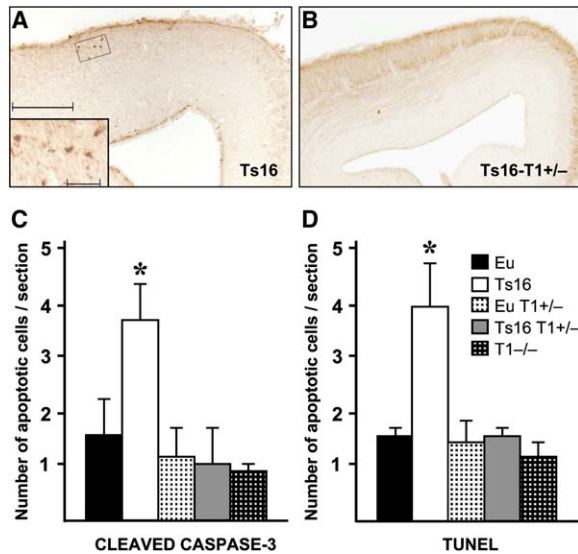 A
B
Ts16
Ts16-T1+/–
C
D
Number of apoptotic cells / section
5
4
3
2
1
*
CLEAVED CASPASE-3
Number of apoptotic cells / section
5
4
3
2
1
*
Eu
Ts16
Eu T1+/–
Ts16 T1+/–
T1–/–
TUNEL